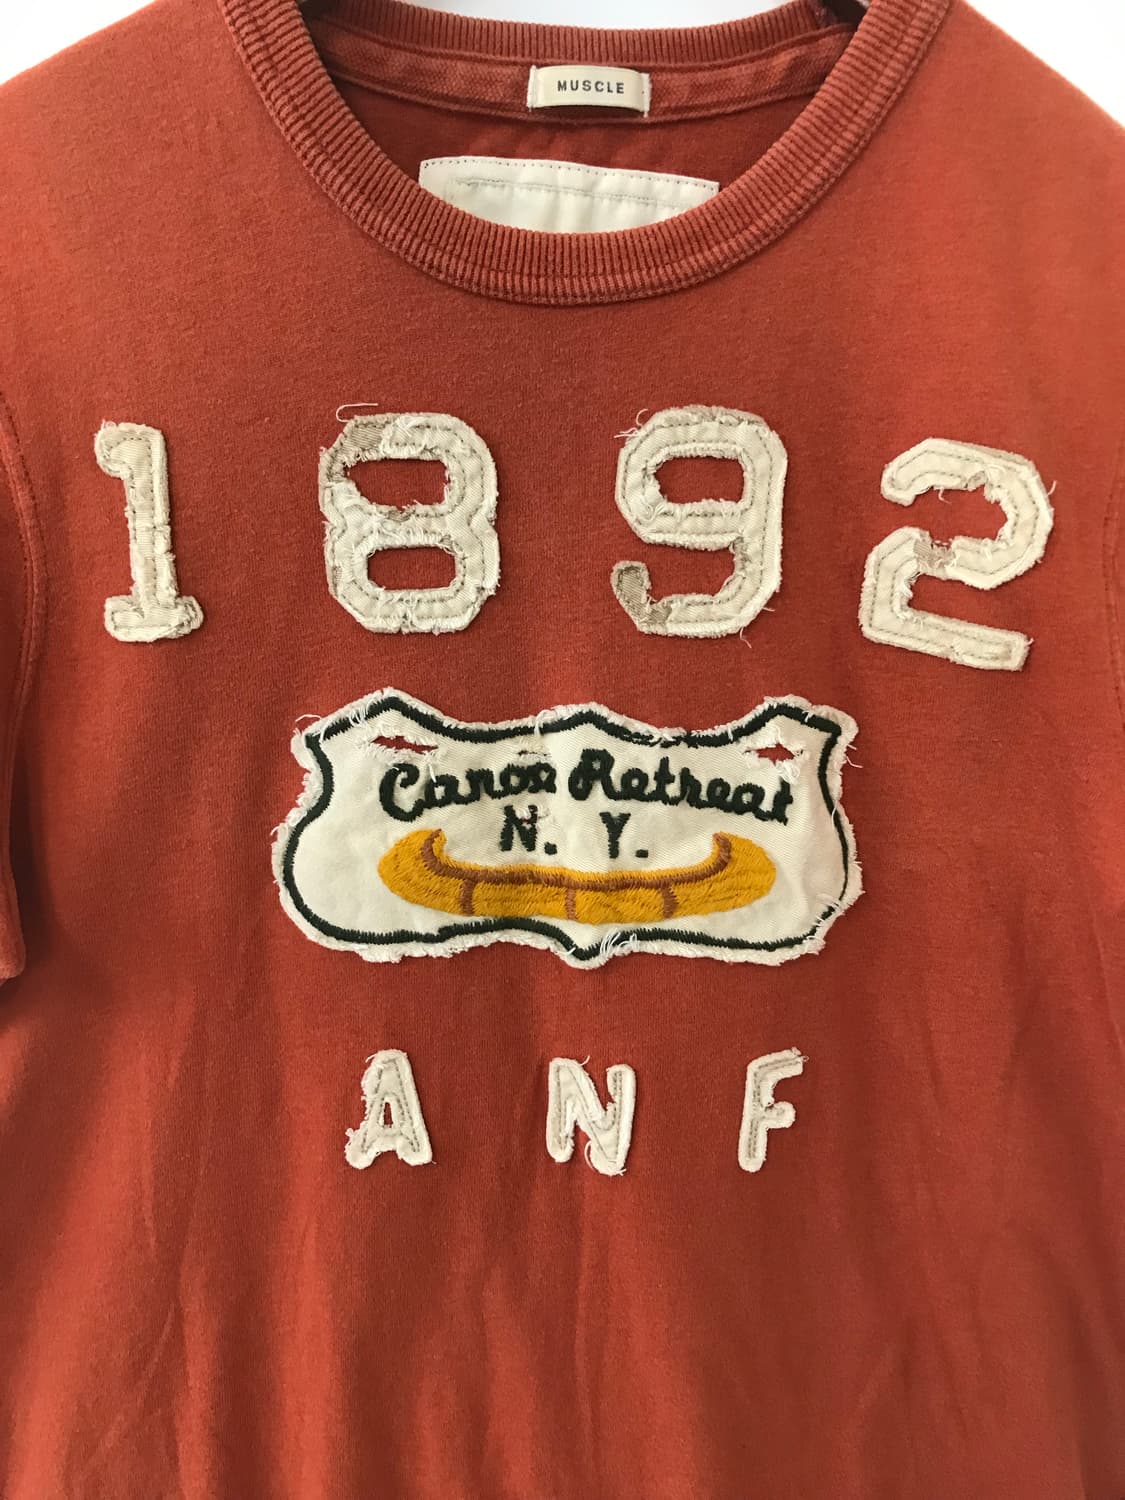 MUSCLE
1892
Canoe Retreat
N. Y.
ANF